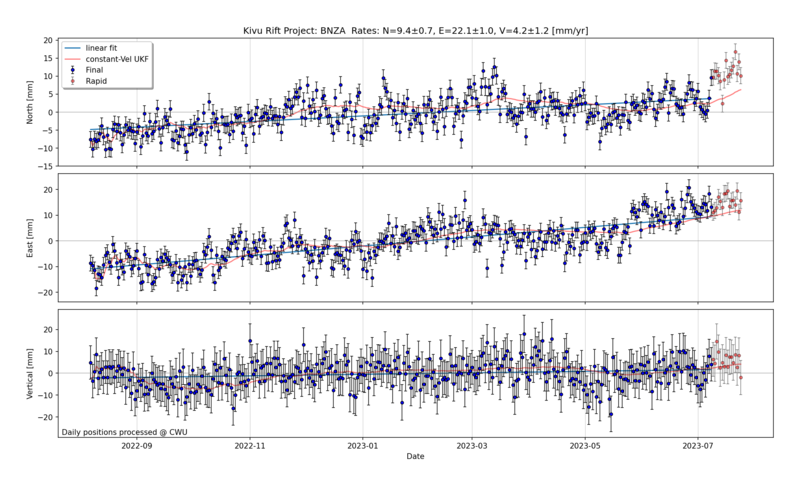 Kivu Rift Project: BNZA  Rates: N=9.4±0.7, E=22.1±1.0, V=4.2±1.2 [mm/yr]
linear fit
constant-Vel UKF
Final
Rapid
North [mm]
20
15
10
5
0
−5
−10
−15
East [mm]
20
10
0
−10
−20
Vertical [mm]
20
10
0
−10
−20
Daily positions processed @ CWU
2022-09
2022-11
2023-01
2023-03
2023-05
2023-07
Date